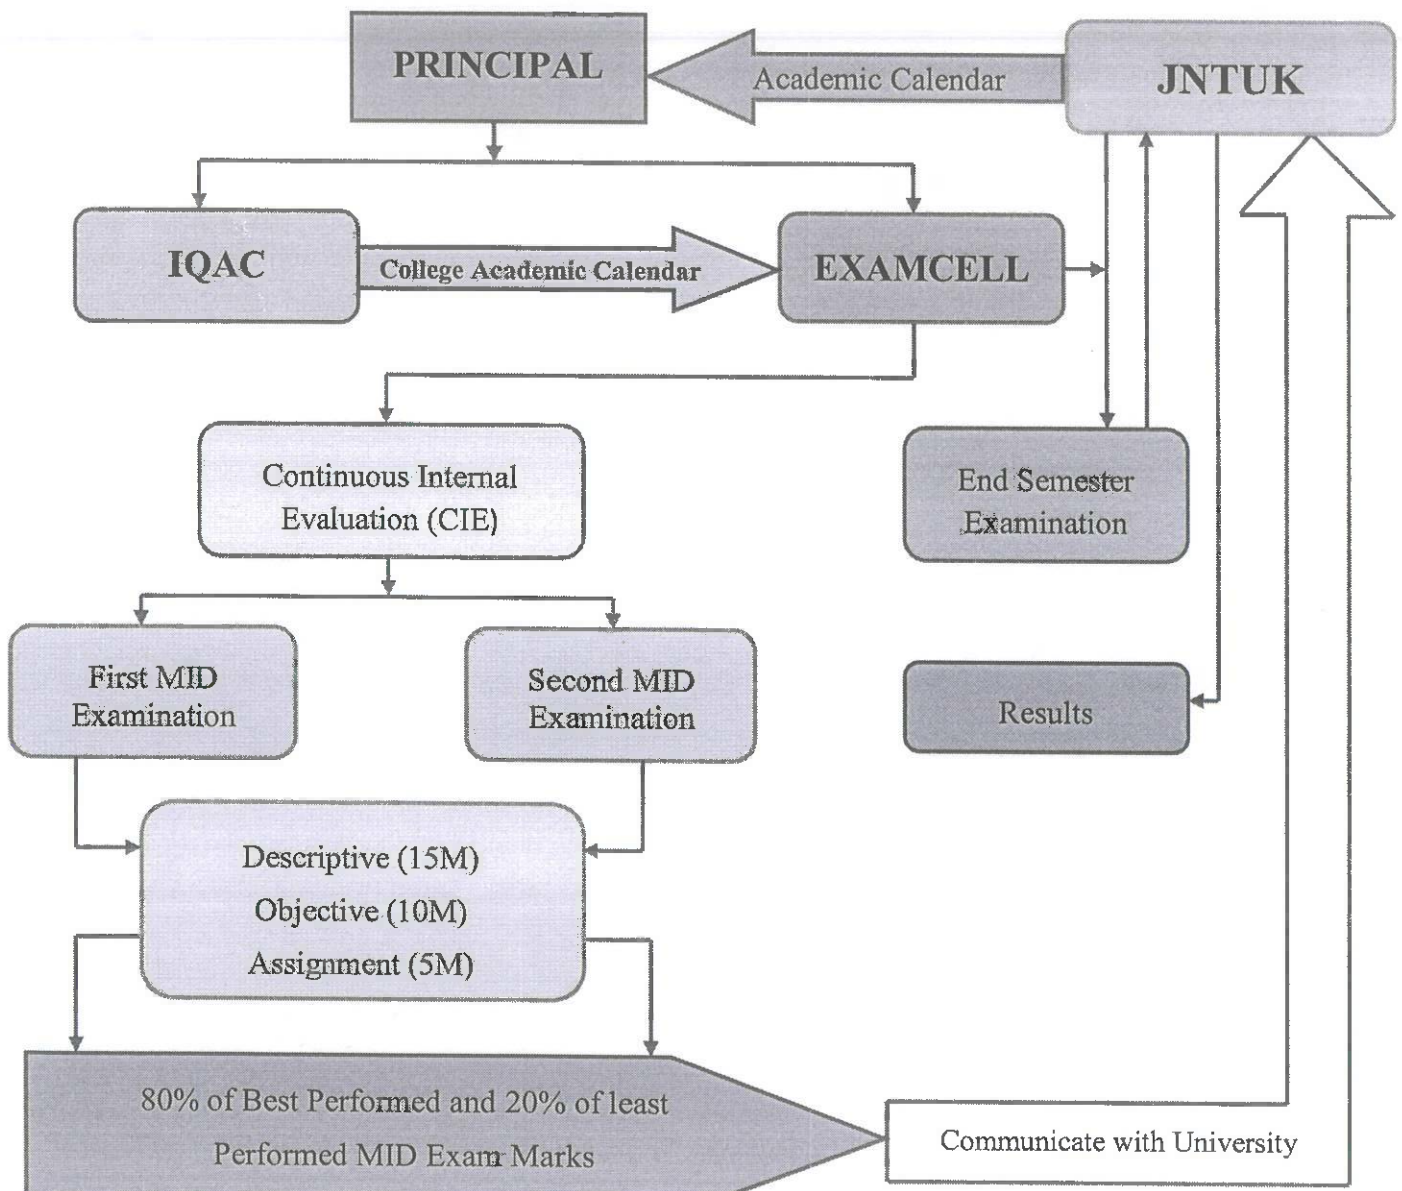 PRINCIPAL
Academic Calendar
JNTUK
IQAC
College Academic Calendar
EXAMCELL
Continuous Internal
Evaluation (CIE)
End Semester
Examination
First MID
Examination
Second MID
Examination
Results
Descriptive (15M)
Objective (10M)
Assignment (5M)
80% of Best Performed and 20% of least
Performed MID Exam Marks
Communicate with University